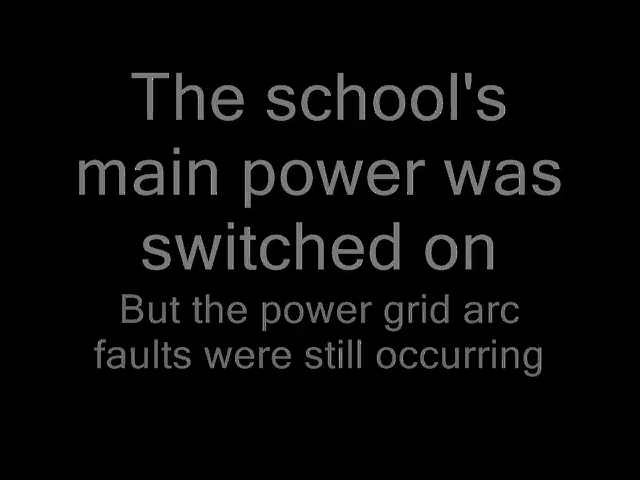 The school's
main power was
switched on
But the power grid arc
faults were still occurring